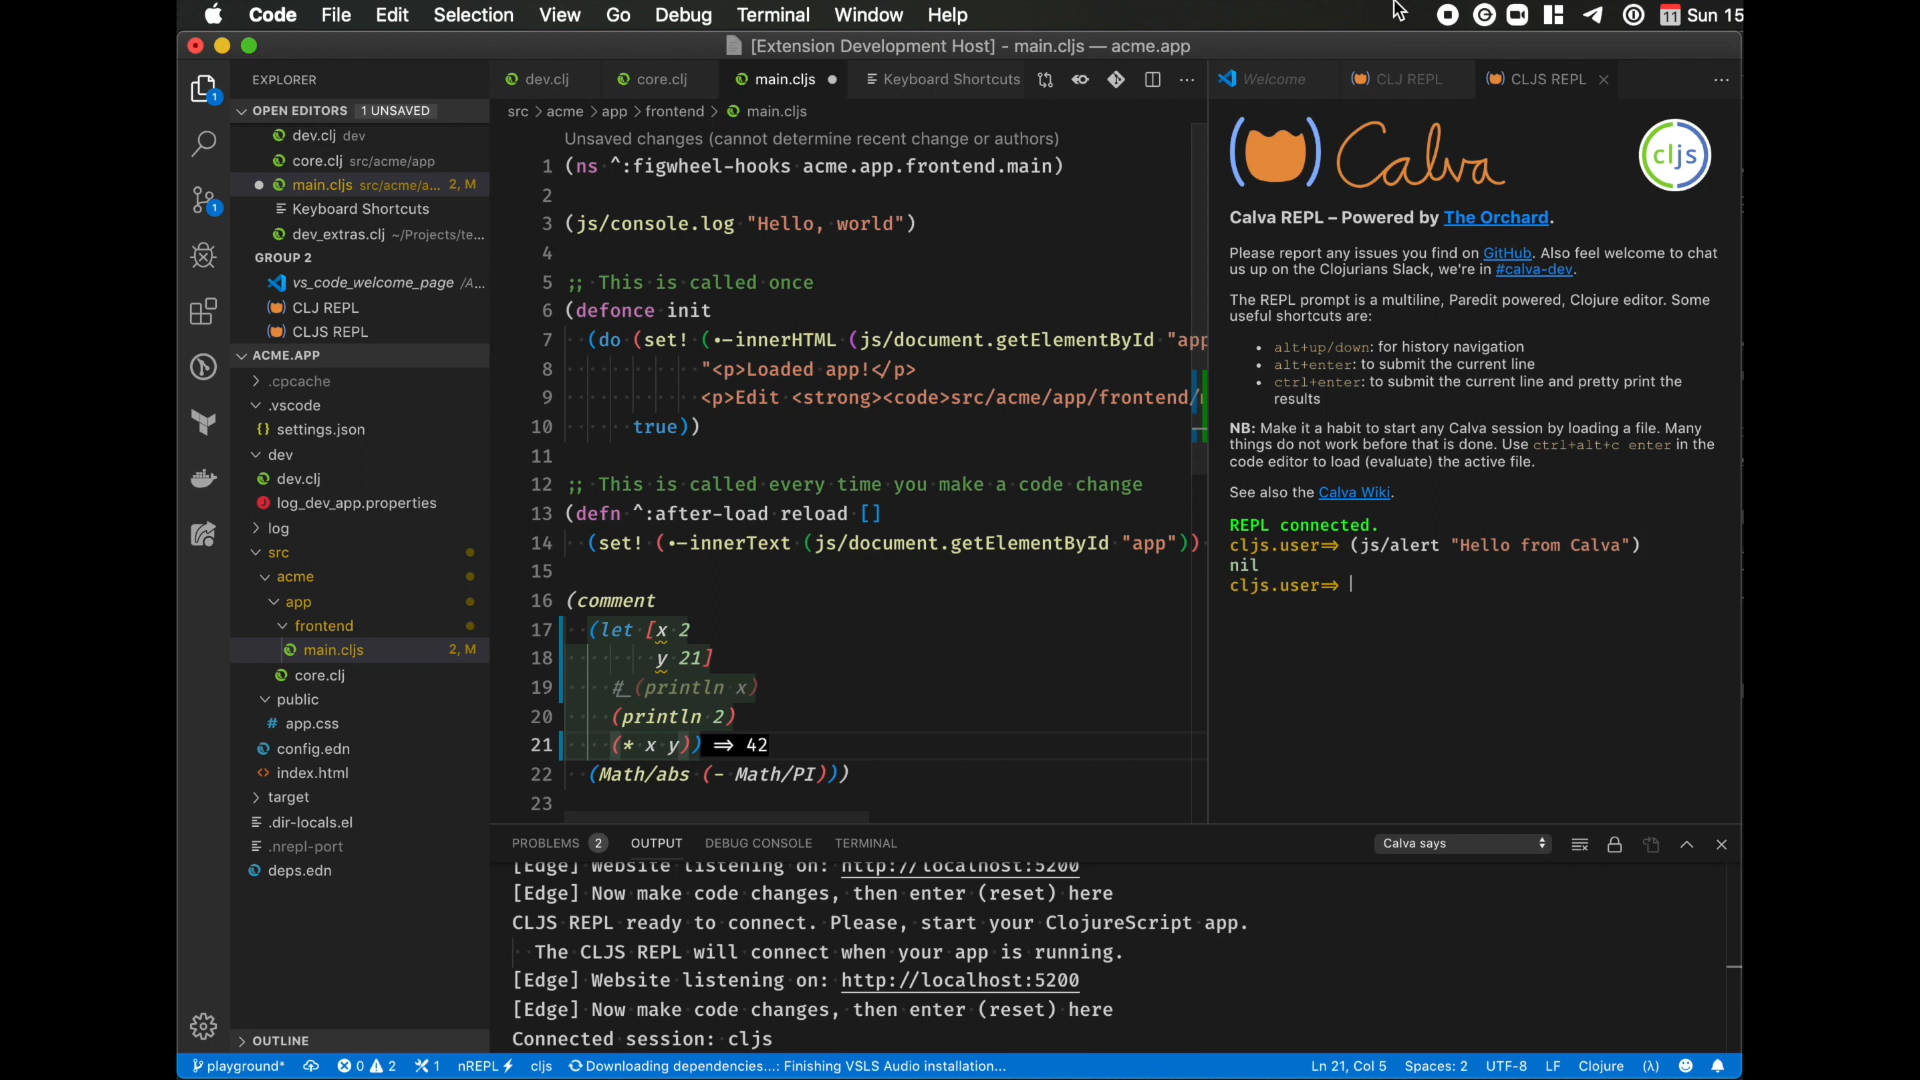 Code File Edit Selection View Go Debug Terminal Window Help
11 Sun 15
[Extension Development Host] - main.cljs — acme.app
EXPLORER
OPEN EDITORS 1 UNSAVED
dev.clj dev
core.clj src/acme/app
main.cljs src/acme/a... 2, M
Keyboard Shortcuts
dev_extras.clj ~/Projects/te...
GROUP 2
vs_code_welcome_page /A...
CLJ REPL
CLJS REPL
ACME.APP
.cpcache
.vscode
{} settings.json
dev
dev.clj
log_dev_app.properties
log
src
acme
app
frontend
main.cljs 2, M
core.clj
public
# app.css
config.edn
<> index.html
target
.dir-locals.el
.nrepl-port
deps.edn
OUTLINE
dev.clj core.clj main.cljs Keyboard Shortcuts
src > acme > app > frontend > main.cljs
Unsaved changes (cannot determine recent change or authors)
1 (ns ^:figwheel-hooks acme.app.frontend.main)
2
3 (js/console.log "Hello, world")
4
5 ;; This is called once
6 (defonce init
7 (do (set! (.-innerHTML (js/document.getElementById "app
8 "<p>Loaded app!</p>
9 <p>Edit <strong><code>src/acme/app/frontend/
10 true))
11
12 ;; This is called every time you make a code change
13 (defn ^:after-load reload []
14 (set! (.-innerText (js/document.getElementById "app"))
15
16 (comment
17 (let [x 2
18 y 21]
19 #_(println x)
20 (println 2)
21 (* x y)) => 42
22 (Math/abs (- Math/PI)))
23
Welcome CLJ REPL CLJS REPL
Calva
cljs
Calva REPL – Powered by The Orchard.
Please report any issues you find on GitHub. Also feel welcome to chat
us up on the Clojurians Slack, we're in #calva-dev.
The REPL prompt is a multiline, Paredit powered, Clojure editor. Some
useful shortcuts are:
• alt+up/down: for history navigation
• alt+enter: to submit the current line
• ctrl+enter: to submit the current line and pretty print the
results
NB: Make it a habit to start any Calva session by loading a file. Many
things do not work before that is done. Use ctrl+alt+c enter in the
code editor to load (evaluate) the active file.
See also the Calva Wiki.
REPL connected.
cljs.user=> (js/alert "Hello from Calva")
nil
cljs.user=>
PROBLEMS 2 OUTPUT DEBUG CONSOLE TERMINAL
Calva says
[Edge] Website listening on: http://localhost:5200
[Edge] Now make code changes, then enter (reset) here
CLJS REPL ready to connect. Please, start your ClojureScript app.
The CLJS REPL will connect when your app is running.
[Edge] Website listening on: http://localhost:5200
[Edge] Now make code changes, then enter (reset) here
Connected session: cljs
playground* 0 2 1 nREPL cljs Downloading dependencies...: Finishing VSLS Audio installation... Ln 21, Col 5 Spaces: 2 UTF-8 LF Clojure (λ)